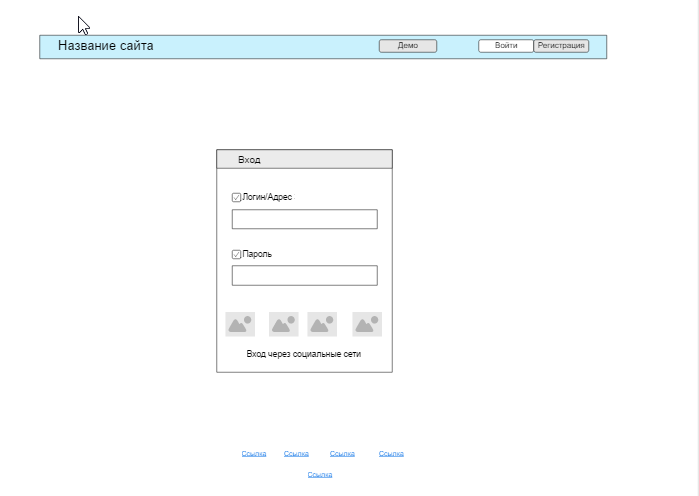 Название сайта Демо Войти Регистрация
Вход
Логин/Адрес
Пароль
Вход через социальные сети
Ссылка Ссылка Ссылка Ссылка
Ссылка